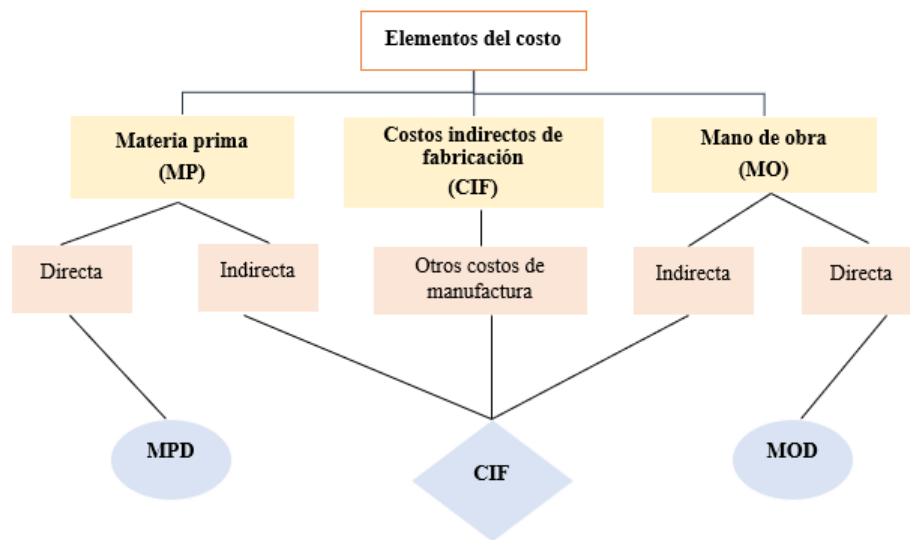 Elementos del costo
Materia prima
(MP)
Costos indirectos de
fabricación
(CIF)
Mano de obra
(MO)
Directa
Indirecta
Otros costos de
manufactura
Indirecta
Directa
MPD
CIF
MOD